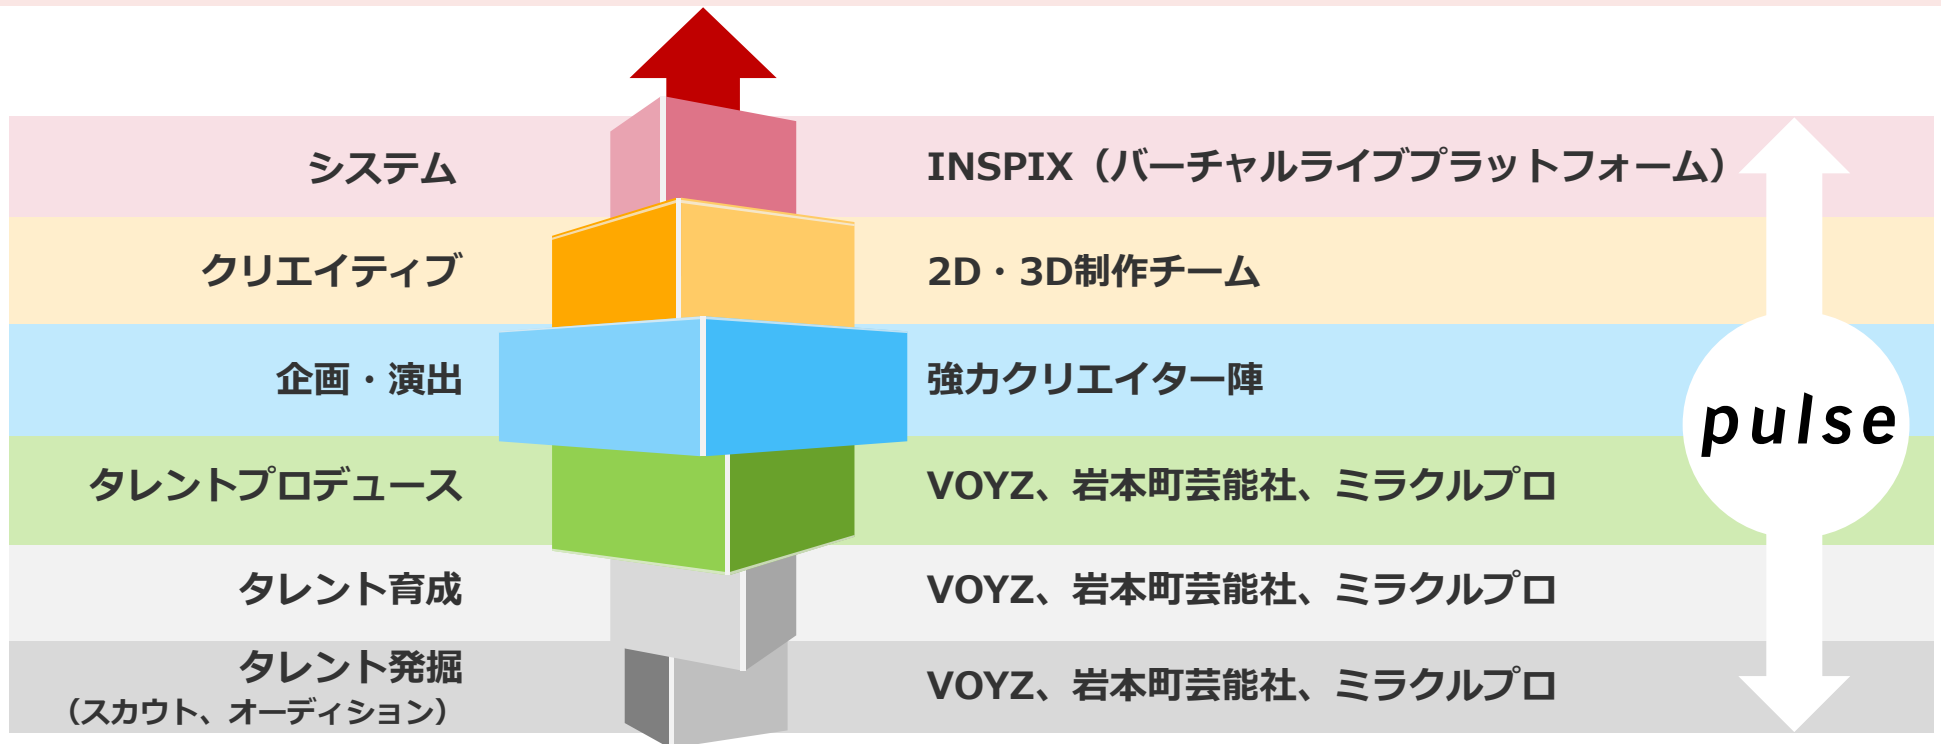 システム
INSPIX（バーチャルライブプラットフォーム）
クリエイティブ
2D・3D制作チーム
企画・演出
強力クリエイター陣
pulse
タレントプロデュース
VOYZ、岩本町芸能社、ミラクルプロ
タレント育成
VOYZ、岩本町芸能社、ミラクルプロ
タレント発掘
（スカウト、オーディション）
VOYZ、岩本町芸能社、ミラクルプロ